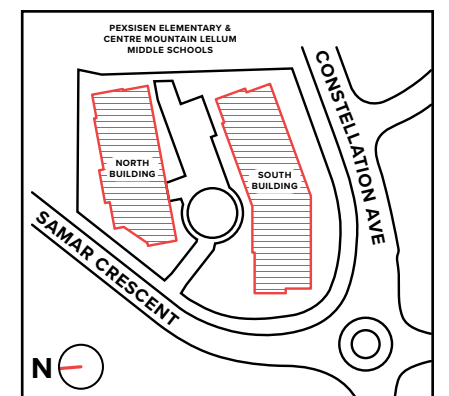 PEXSISEN ELEMENTARY &
CENTRE MOUNTAIN LELLUM
MIDDLE SCHOOLS
CONSTELLATION AVE
NORTH
BUILDING
SOUTH
BUILDING
SAMAR CRESCENT
N